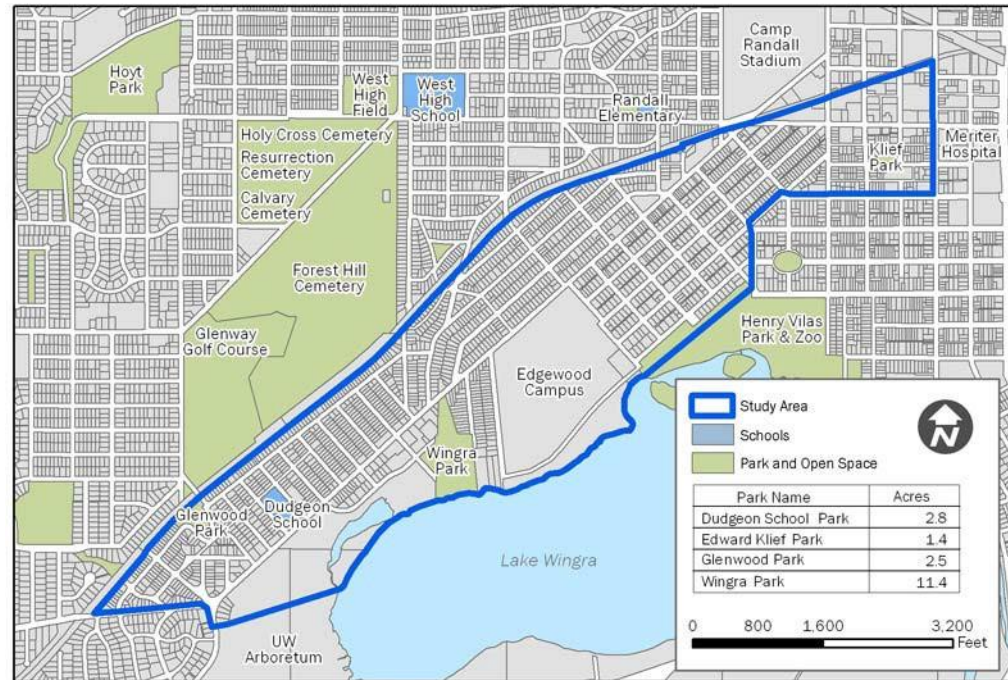 Camp
Randall
Stadium
Hoyt
Park
West
High
Field
West
High
School
Randall
Elementary
Holy Cross Cemetery
Klief
Park
Meriter
Hospital
Resurrection
Cemetery
Calvary
Cemetery
Forest Hill
Cemetery
Glenway
Golf Course
Henry Vilas
Park & Zoo
Edgewood
Campus
Wingra
Park
Glenwood
Park
Dudgeon
School
Lake Wingra
UW
Arboretum
Study Area
Schools
Park and Open Space
N
Park Name Acres
Dudgeon School Park 2.8
Edward Klief Park 1.4
Glenwood Park 2.5
Wingra Park 11.4
0 800 1,600 3,200
Feet